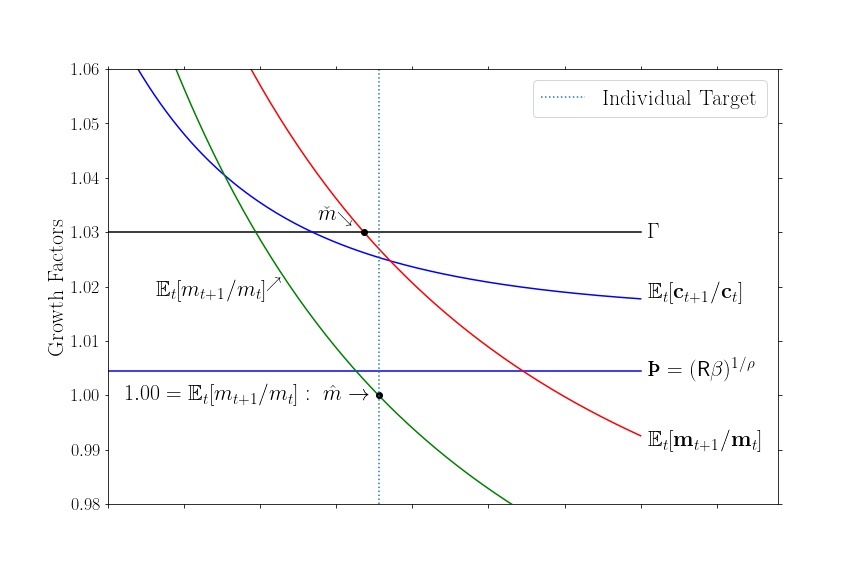 1.06
Individual Target
1.05
1.04
m̌
1.03
Γ
1.02
𝔼ₜ[mₜ₊₁/mₜ]
𝔼ₜ[𝐜ₜ₊₁/𝐜ₜ]
1.01
Þ = (Rβ)^{1/ρ}
1.00
1.00 = 𝔼ₜ[mₜ₊₁/mₜ] : m̂ →
0.99
𝔼ₜ[𝐦ₜ₊₁/𝐦ₜ]
0.98
Growth Factors